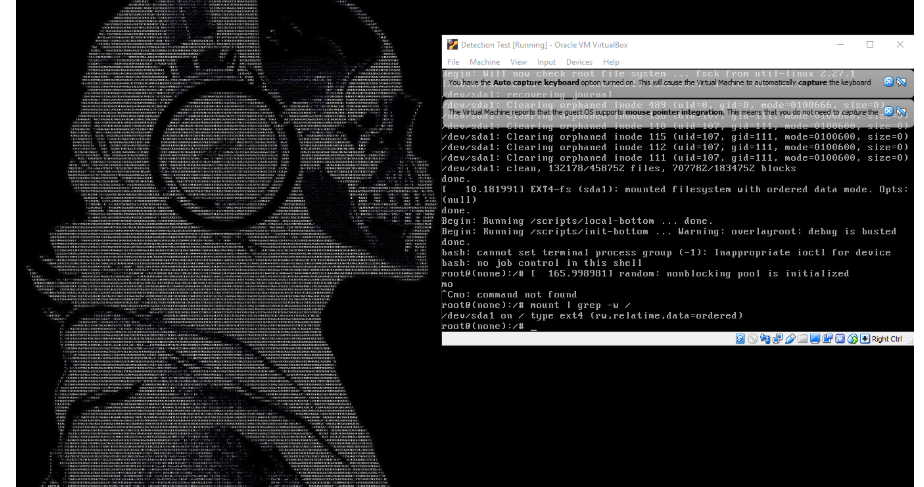 Detection Test [Running] - Oracle VM VirtualBox
File Machine View Input Devices Help
Begin: Will now check root file system ... fsck from util-linux 2.27.1
You have the Auto capture keyboard option turned on. This will cause the Virtual Machine to automatically capture the keyboard
/dev/sda1: recovering journal
/dev/sda1: Clearing orphaned inode 489 (uid=0, gid=0, mode=0100666, size=0)
The Virtual Machine reports that the guest OS supports mouse pointer integration. This means that you do not need to capture the
/dev/sda1: Clearing orphaned inode 118 (uid=107, gid=111, mode=0100600, size=0)
/dev/sda1: Clearing orphaned inode 115 (uid=107, gid=111, mode=0100600, size=0)
/dev/sda1: Clearing orphaned inode 112 (uid=107, gid=111, mode=0100600, size=0)
/dev/sda1: Clearing orphaned inode 111 (uid=107, gid=111, mode=0100600, size=0)
/dev/sda1: clean, 132178/458752 files, 707782/1834752 blocks
done.
[   10.181991] EXT4-fs (sda1): mounted filesystem with ordered data mode. Opts:
(null)
done.
Begin: Running /scripts/local-bottom ... done.
Begin: Running /scripts/init-bottom ... Warning: overlayroot: debug is busted
done.
bash: cannot set terminal process group (-1): Inappropriate ioctl for device
bash: no job control in this shell
root@(none):/# [  165.998981] random: nonblocking pool is initialized
mo
^Cmo: command not found
root@(none):/# mount | grep -w /
/dev/sda1 on / type ext4 (rw,relatime,data=ordered)
root@(none):/# _
Right Ctrl